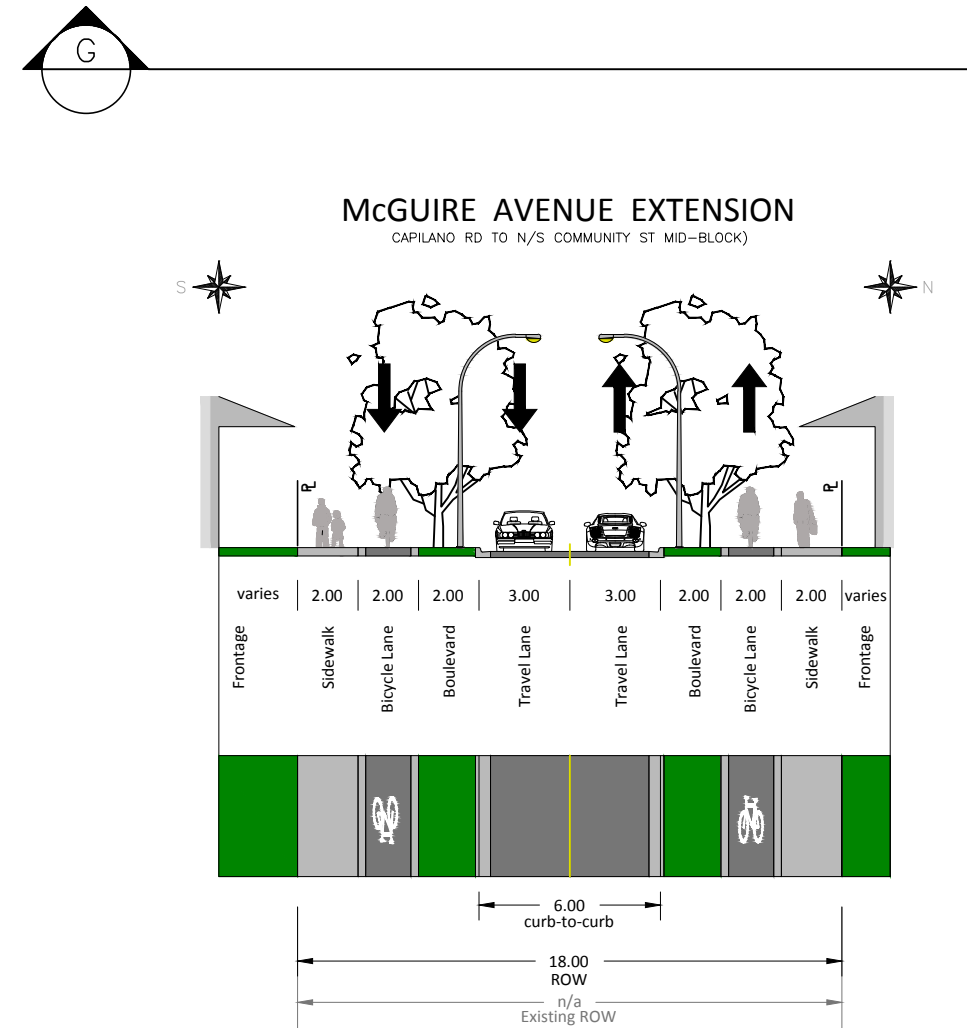 G
McGUIRE AVENUE EXTENSION
CAPILANO RD TO N/S COMMUNITY ST MID-BLOCK)
S
N
PL
PL
varies 2.00 2.00 2.00 3.00 3.00 2.00 2.00 2.00 varies
Frontage
Sidewalk
Bicycle Lane
Boulevard
Travel Lane
Travel Lane
Boulevard
Bicycle Lane
Sidewalk
Frontage
6.00
curb-to-curb
18.00
ROW
n/a
Existing ROW